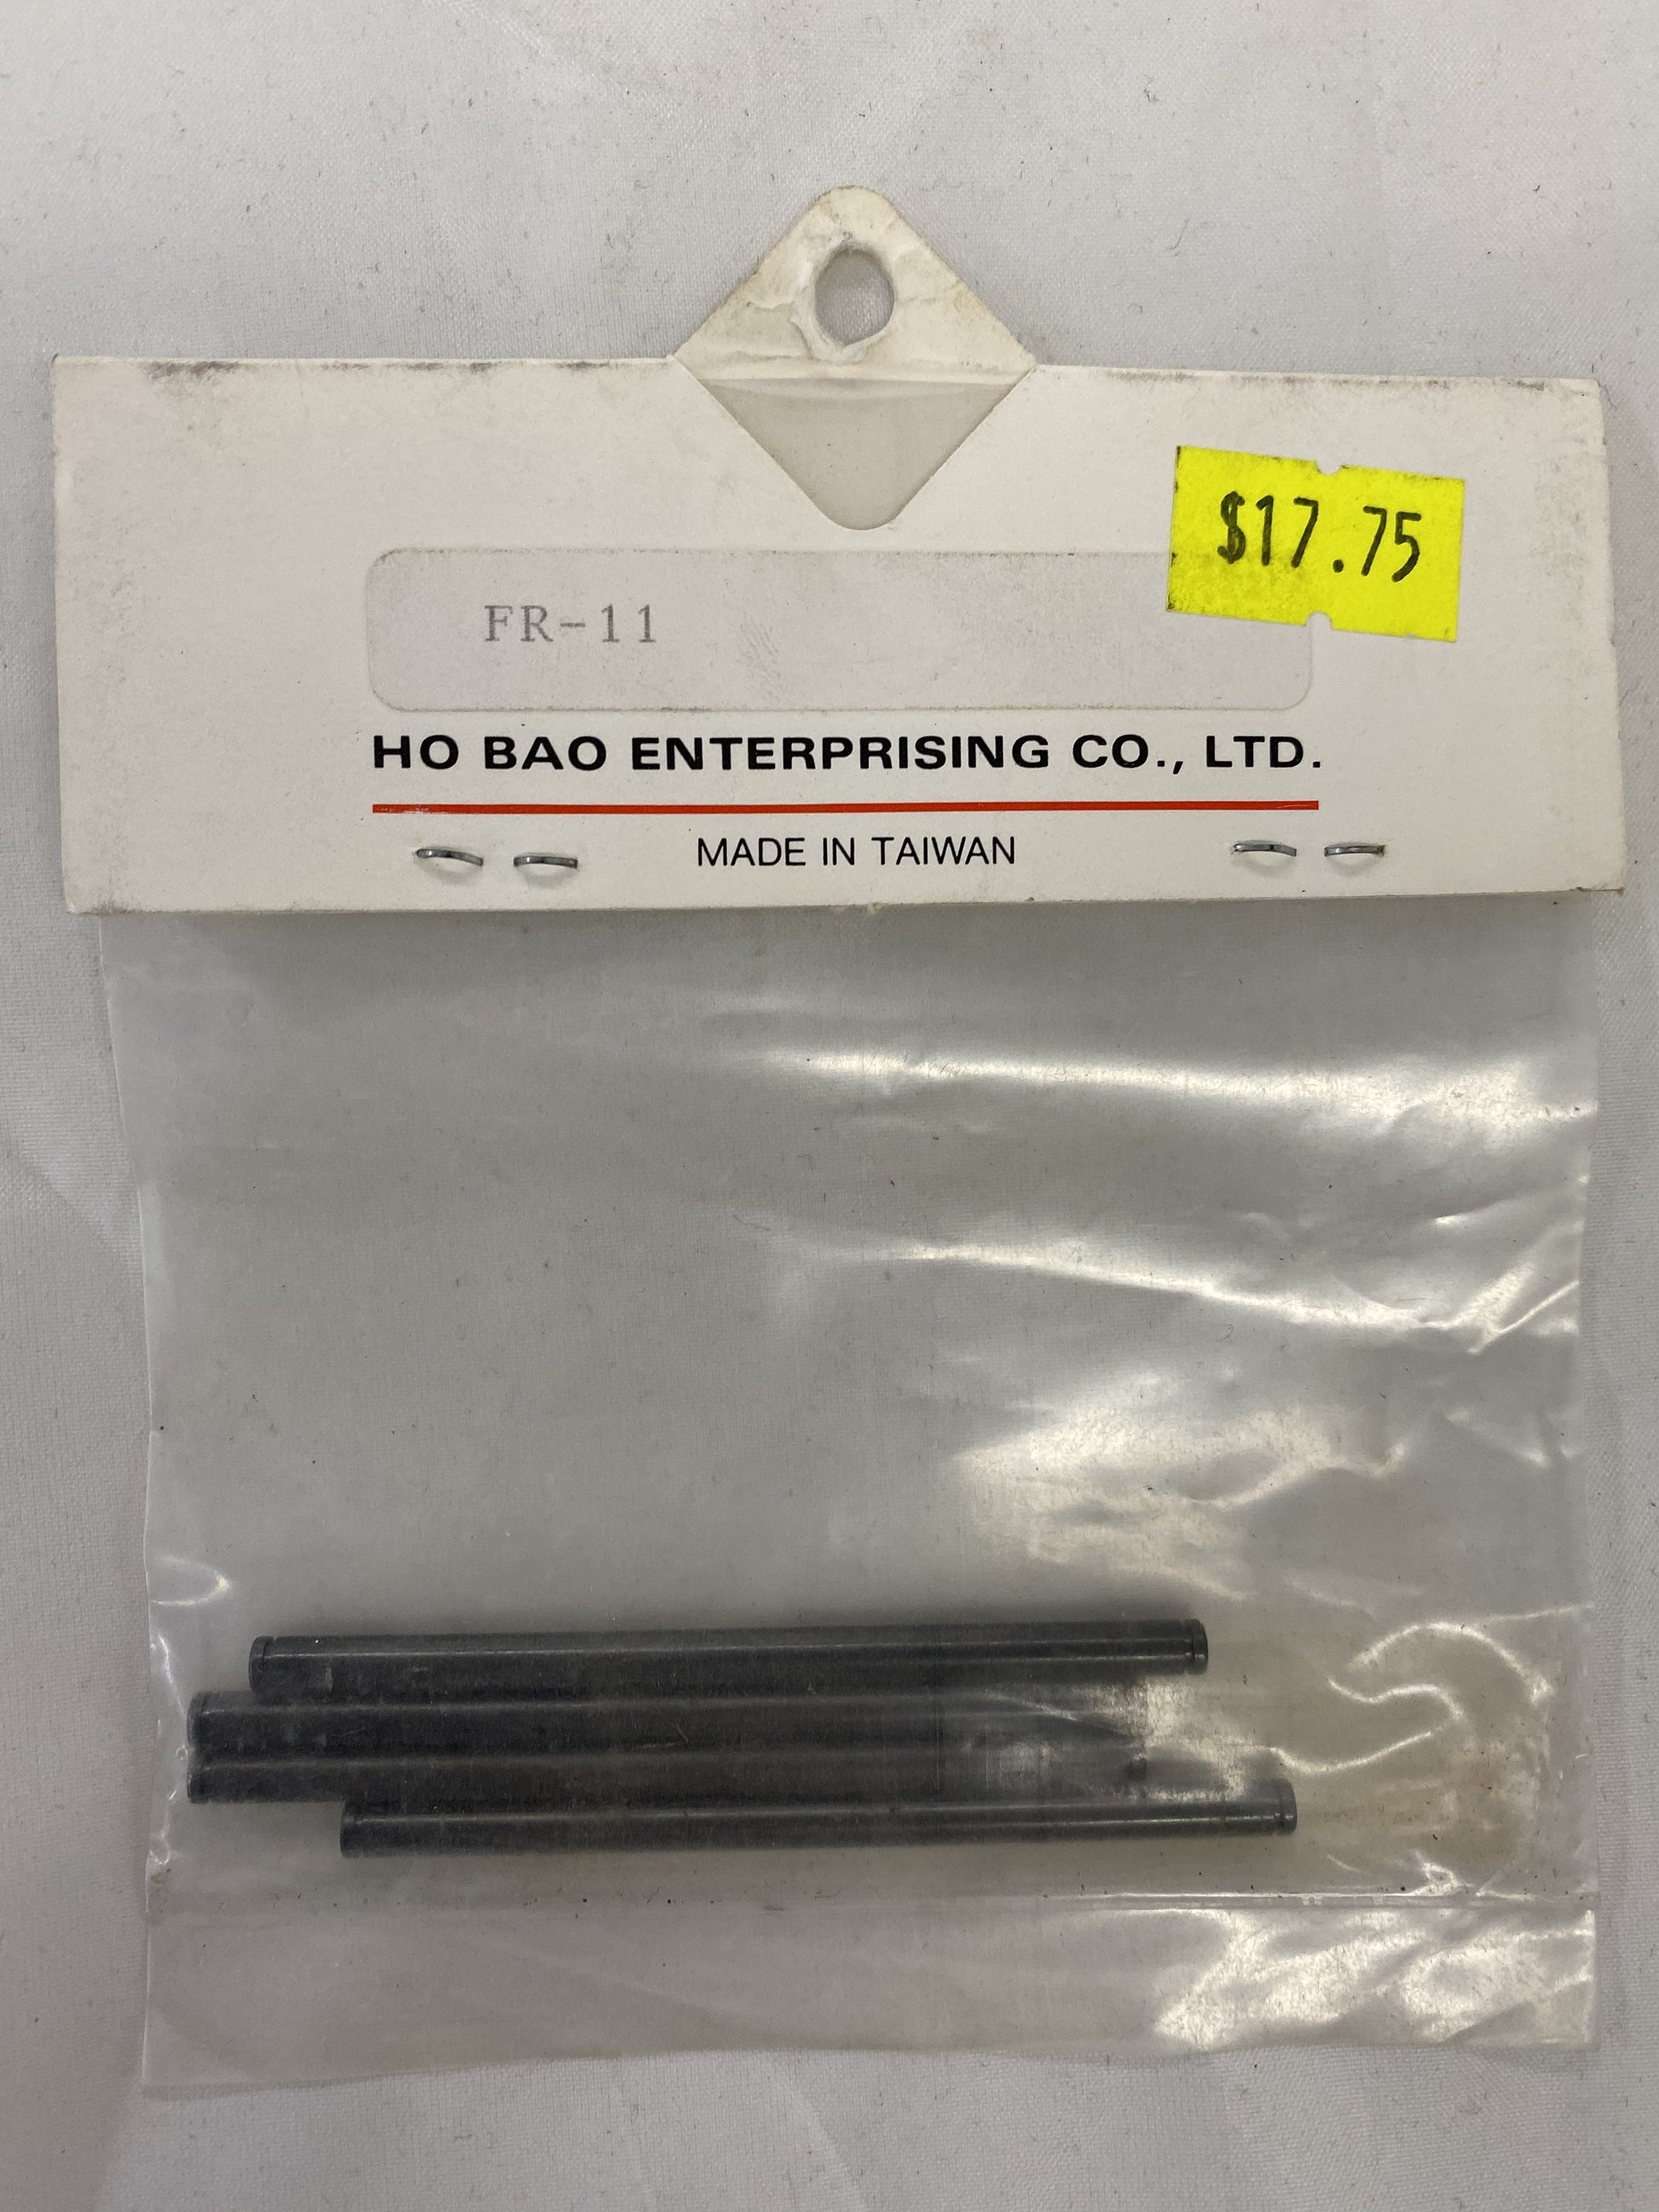 $17.75
FR-11
HO BAO ENTERPRISING CO., LTD.
MADE IN TAIWAN